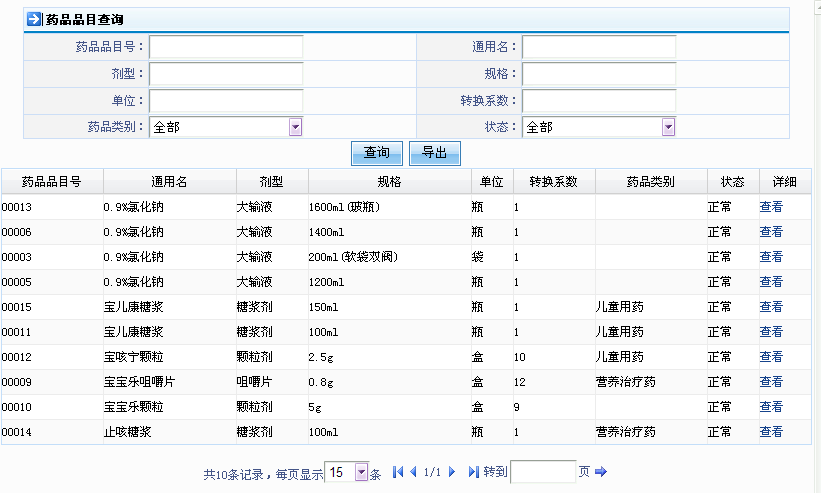 药品品目查询
药品品目号： 通用名：
剂型： 规格：
单位： 转换系数：
药品类别： 全部 状态： 全部
查询 导出
药品品目号 通用名 剂型 规格 单位 转换系数 药品类别 状态 详细
00013 0.9%氯化钠 大输液 1600ml(玻瓶) 瓶 1 正常 查看
00006 0.9%氯化钠 大输液 1400ml 瓶 1 正常 查看
00003 0.9%氯化钠 大输液 200ml(软袋双阀) 袋 1 正常 查看
00005 0.9%氯化钠 大输液 1200ml 瓶 1 正常 查看
00015 宝儿康糖浆 糖浆剂 150ml 瓶 1 儿童用药 正常 查看
00011 宝儿康糖浆 糖浆剂 100ml 瓶 1 儿童用药 正常 查看
00012 宝咳宁颗粒 颗粒剂 2.5g 盒 10 儿童用药 正常 查看
00009 宝宝乐咀嚼片 咀嚼片 0.8g 盒 12 营养治疗药 正常 查看
00010 宝宝乐颗粒 颗粒剂 5g 盒 9 正常 查看
00014 止咳糖浆 糖浆剂 100ml 瓶 1 营养治疗药 正常 查看
共10条记录，每页显示 15 条 1/1 转到 页